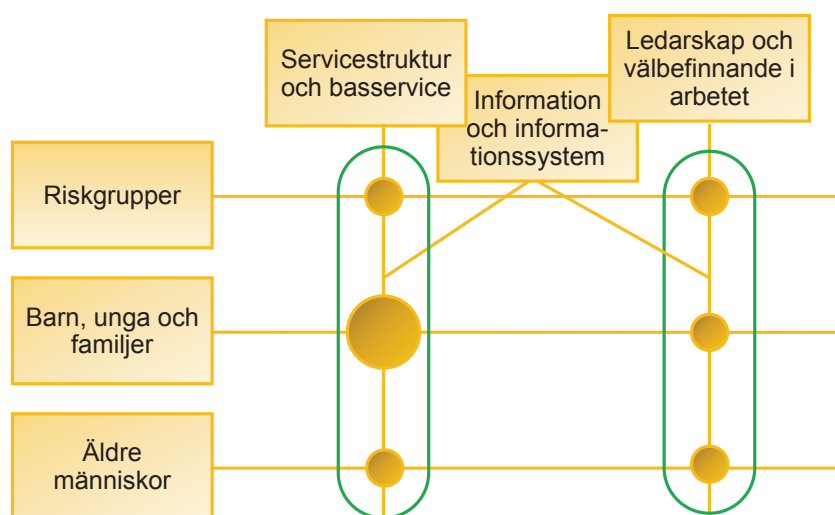 Servicestruktur
och basservice
Information
och informa-
tionssystem
Ledarskap och
välbefinnande i
arbetet
Riskgrupper
Barn, unga och
familjer
Äldre
människor